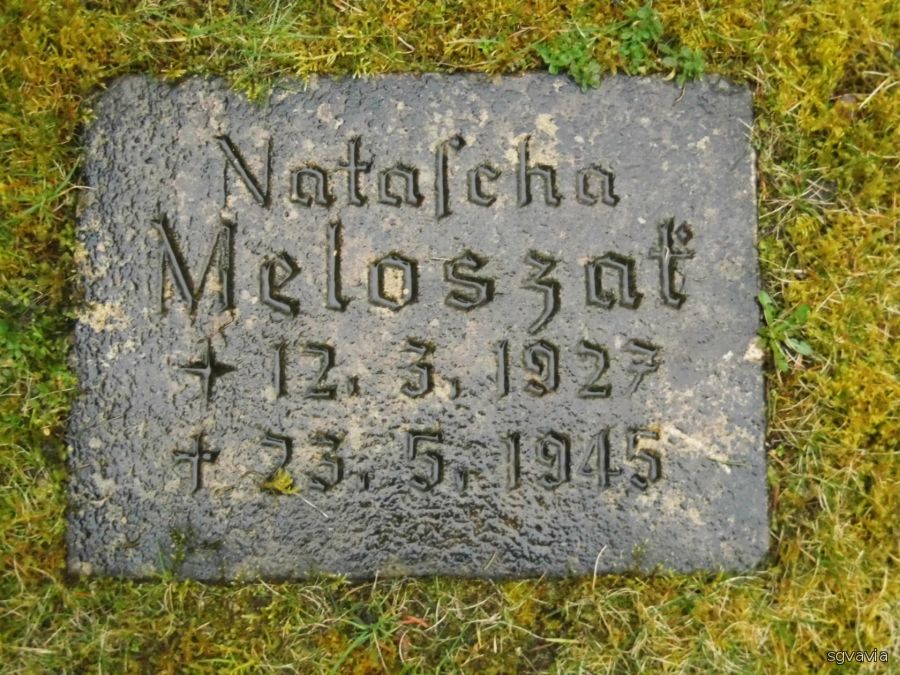 Nataſcha
Meloszat
✦ 12. 3. 1927
† 23. 5. 1945
sgvavia